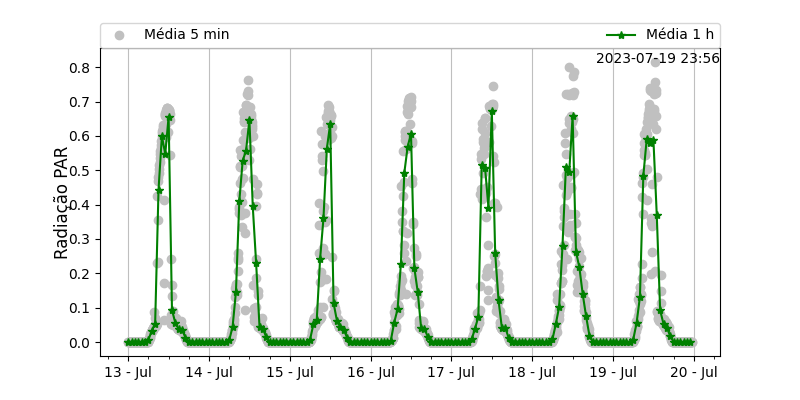 Média 5 min
Média 1 h
2023-07-19 23:56
Radiação PAR
0.8
0.7
0.6
0.5
0.4
0.3
0.2
0.1
0.0
13 - Jul
14 - Jul
15 - Jul
16 - Jul
17 - Jul
18 - Jul
19 - Jul
20 - Jul